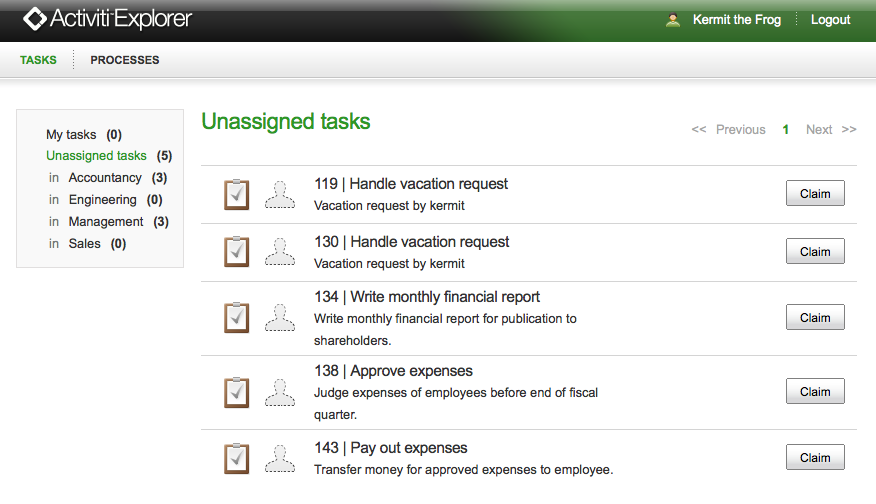 Activiti Explorer
Kermit the Frog
Logout
TASKS
PROCESSES
My tasks (0)
Unassigned tasks (5)
in Accountancy (3)
in Engineering (0)
in Management (3)
in Sales (0)
Unassigned tasks
<< Previous 1 Next >>
119 | Handle vacation request
Vacation request by kermit
Claim
130 | Handle vacation request
Vacation request by kermit
Claim
134 | Write monthly financial report
Write monthly financial report for publication to
shareholders.
Claim
138 | Approve expenses
Judge expenses of employees before end of fiscal
quarter.
Claim
143 | Pay out expenses
Transfer money for approved expenses to employee.
Claim